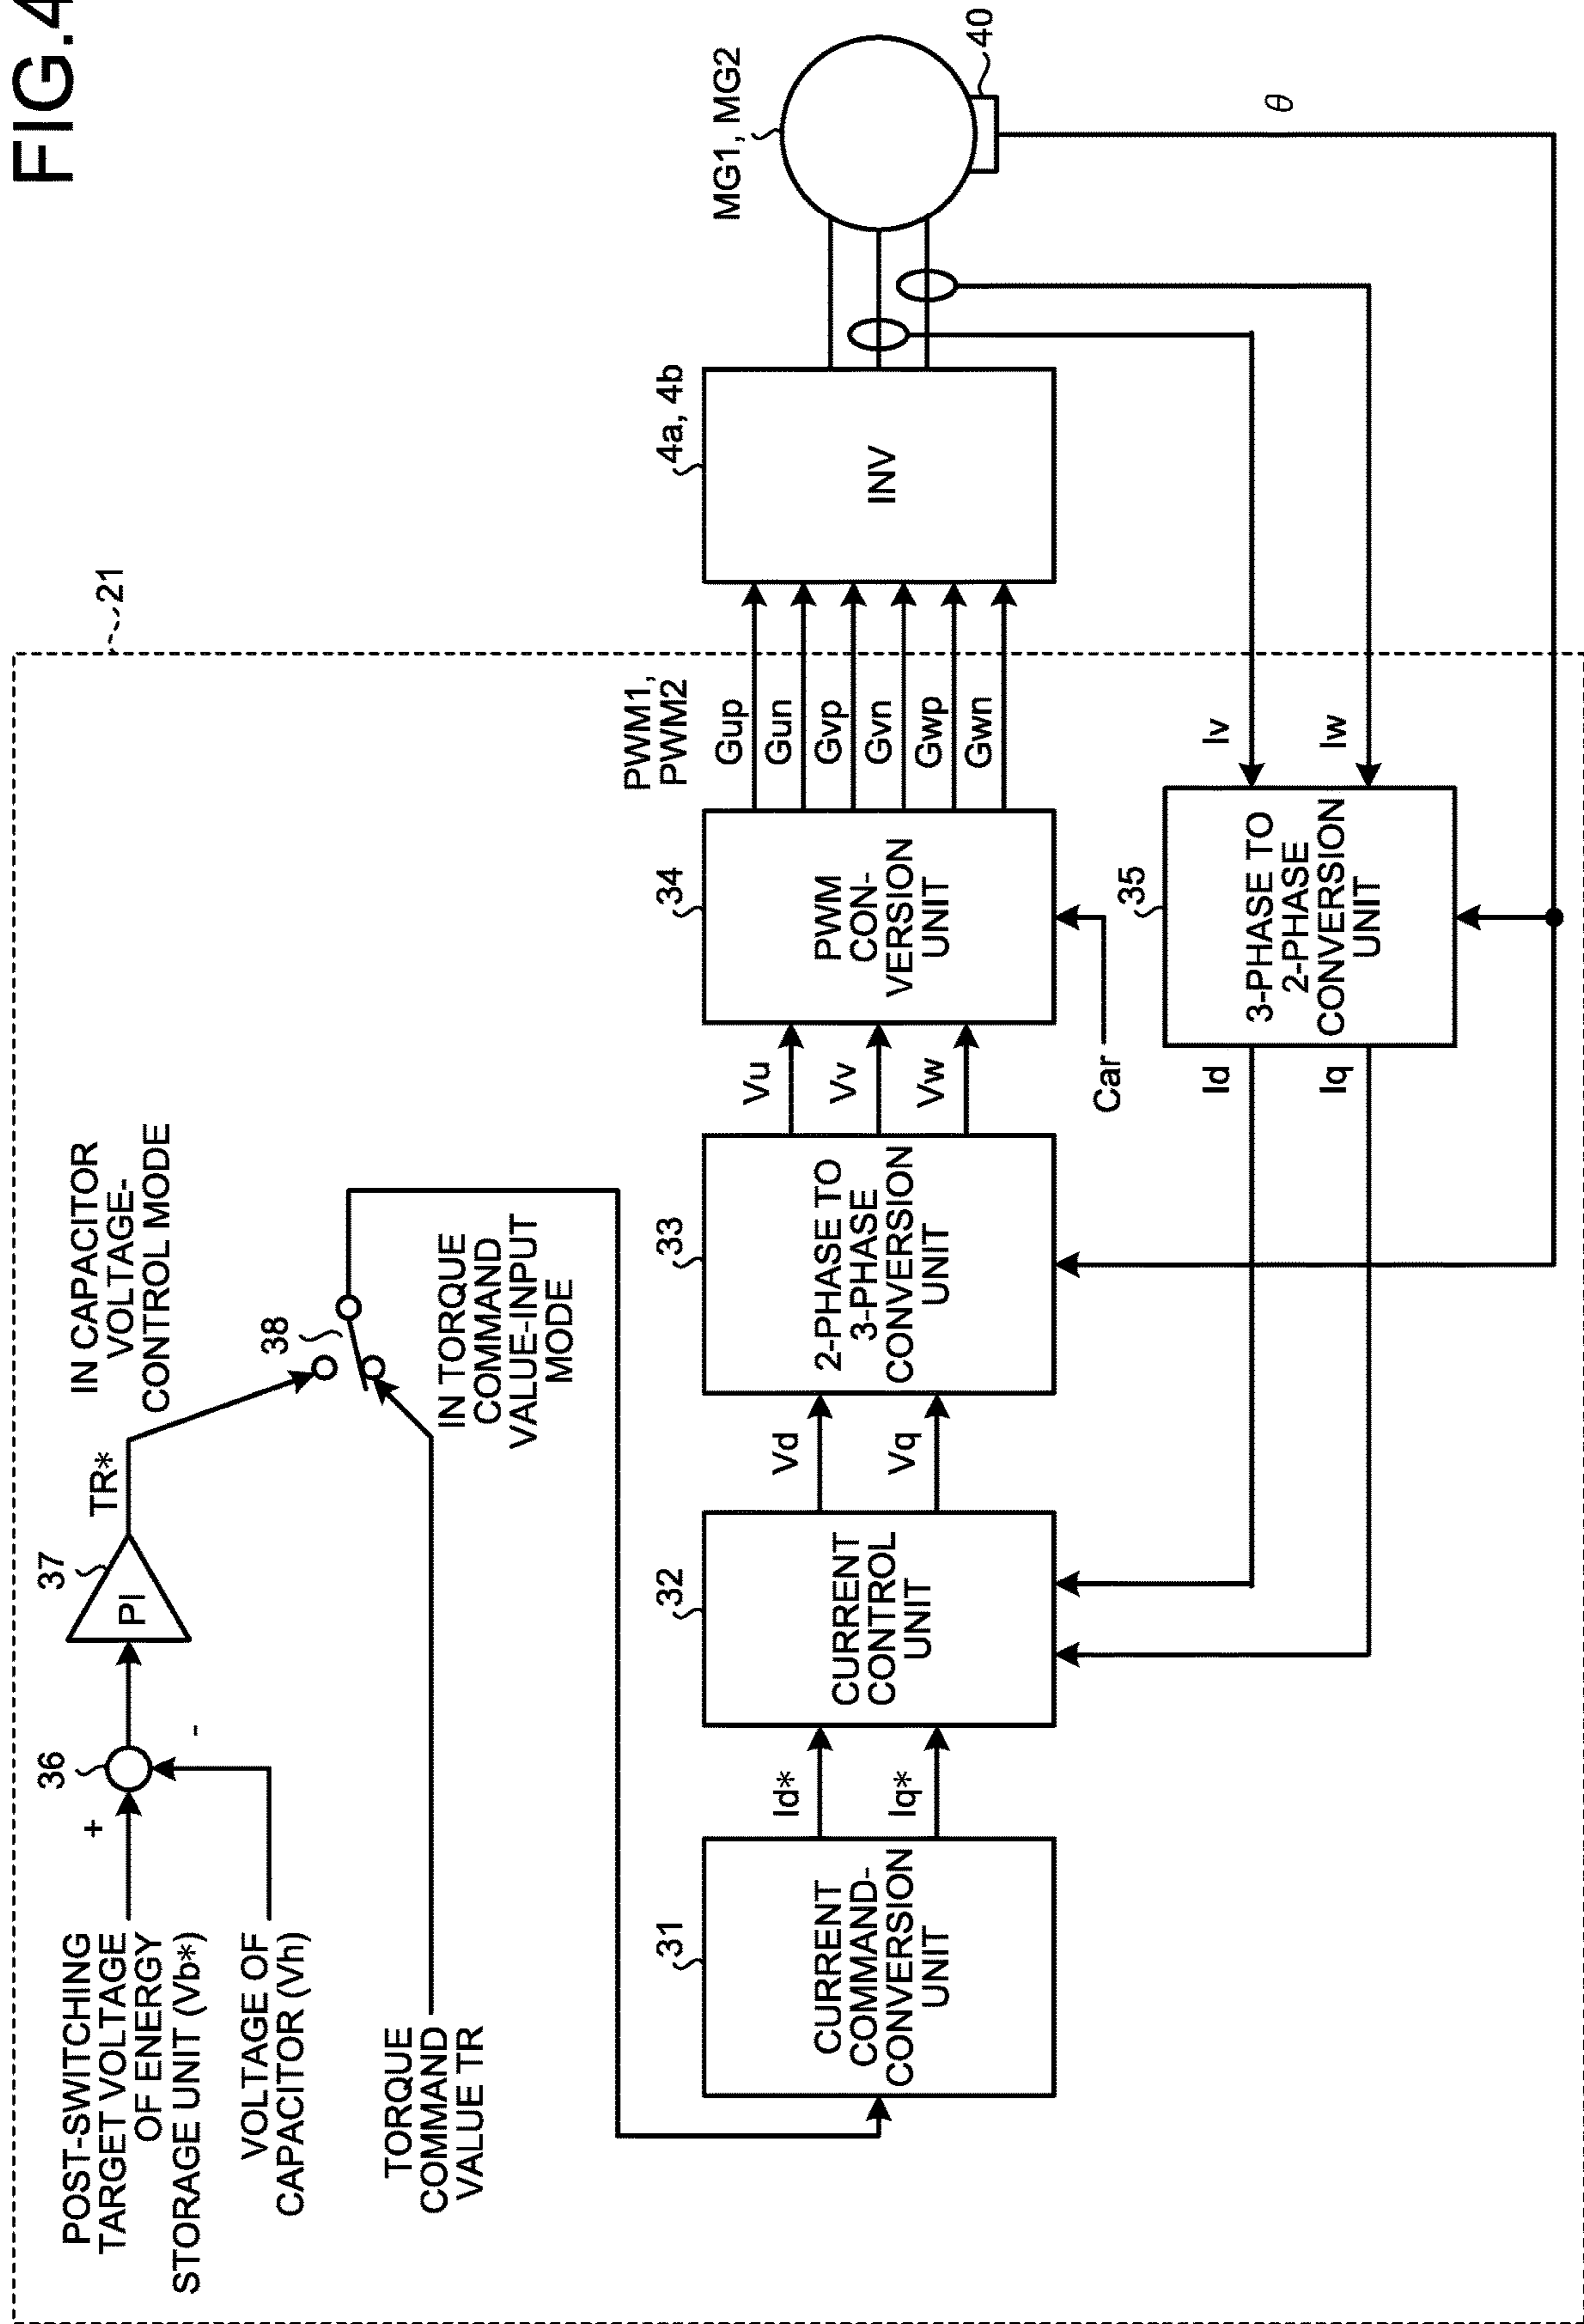 FIG.4
21
POST-SWITCHING
TARGET VOLTAGE
OF ENERGY
STORAGE UNIT (Vb*)
+
36
-
VOLTAGE OF
CAPACITOR (Vh)
37
PI
TR*
IN CAPACITOR
VOLTAGE-
CONTROL MODE
38
IN TORQUE
COMMAND
VALUE-INPUT
MODE
TORQUE
COMMAND
VALUE TR
31
CURRENT
COMMAND-
CONVERSION
UNIT
Id*
Iq*
32
CURRENT
CONTROL
UNIT
Vd
Vq
33
2-PHASE TO
3-PHASE
CONVERSION
UNIT
Vu
Vv
Vw
34
PWM
CON-
VERSION
UNIT
Car
PWM1,
PWM2
Gup
Gun
Gvp
Gvn
Gwp
Gwn
4a, 4b
INV
MG1, MG2
40
θ
35
3-PHASE TO
2-PHASE
CONVERSION
UNIT
Id
Iq
Iv
Iw